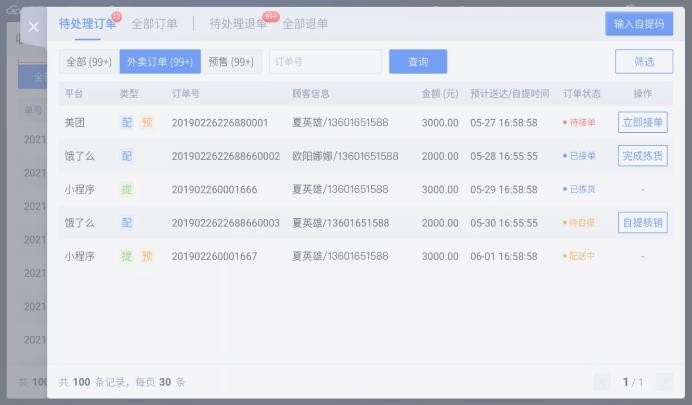 待处理订单 12 全部订单 待处理退单 99+ 全部退单 输入自提码
全部 (99+) 外卖订单 (99+) 预售 (99+) 订单号 查询 筛选
平台 类型 订单号 顾客信息 金额 (元) 预计送达/自提时间 订单状态 操作
美团 配 预 201902262268 80001 夏英雄/13601651588 3000.00 05-27 16:58:58 待接单 立即接单
饿了么 配 2019022622688660002 欧阳娜娜/13601651588 2000.00 05-28 16:55:55 已接单 完成拣货
小程序 提 201902260001666 夏英雄/13601651588 3000.00 05-29 16:58:58 已拣货 -
饿了么 配 2019022622688660003 夏英雄/13601651588 2000.00 05-30 16:55:55 待自提 自提核销
小程序 提 预 201902260001667 夏英雄/13601651588 3000.00 06-01 16:58:58 配送中 -
共 100 条记录，每页 30 条 1 / 1
单号
2021
2021
2021
2021
2021
2021
共 100